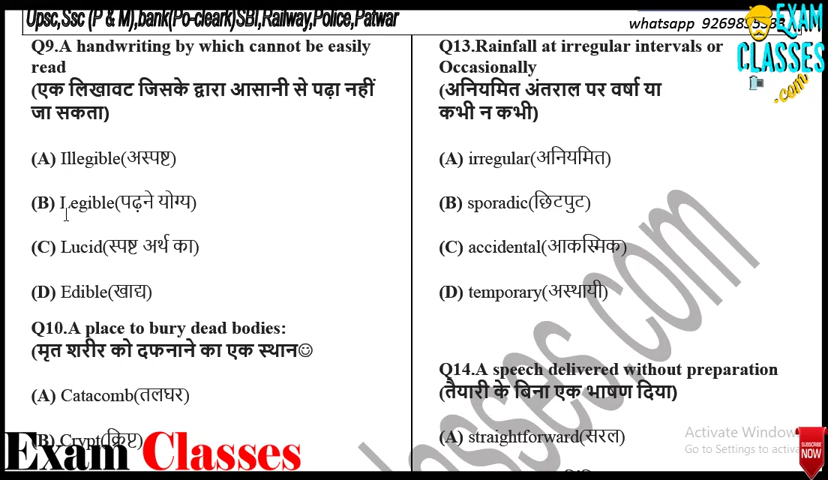 Upsc,Ssc (P & M),bank(Po-cleark)SBI,Railway,Police,Patwar
whatsapp
EXAM
CLASSES
.com
Q9.A handwriting by which cannot be easily
read
(एक लिखावट जिसके द्वारा आसानी से पढ़ा नहीं
जा सकता)
(A) Illegible(अस्पष्ट)
(B) Legible(पढ़ने योग्य)
(C) Lucid(स्पष्ट अर्थ का)
(D) Edible(खाद्य)
Q10.A place to bury dead bodies:
(मृत शरीर को दफनाने का एक स्थान☺
(A) Catacomb(तलघर)
(B) Crypt(क्रिप्ट)
Exam Classes
Q13.Rainfall at irregular intervals or
Occasionally
(अनियमित अंतराल पर वर्षा या
कभी न कभी)
(A) irregular(अनियमित)
(B) sporadic(छिटपुट)
(C) accidental(आकस्मिक)
(D) temporary(अस्थायी)
Q14.A speech delivered without preparation
(तैयारी के बिना एक भाषण दिया)
(A) straightforward(सरल)
Activate Window
Go to Settings to activa
SUBSCRIBE
NOW